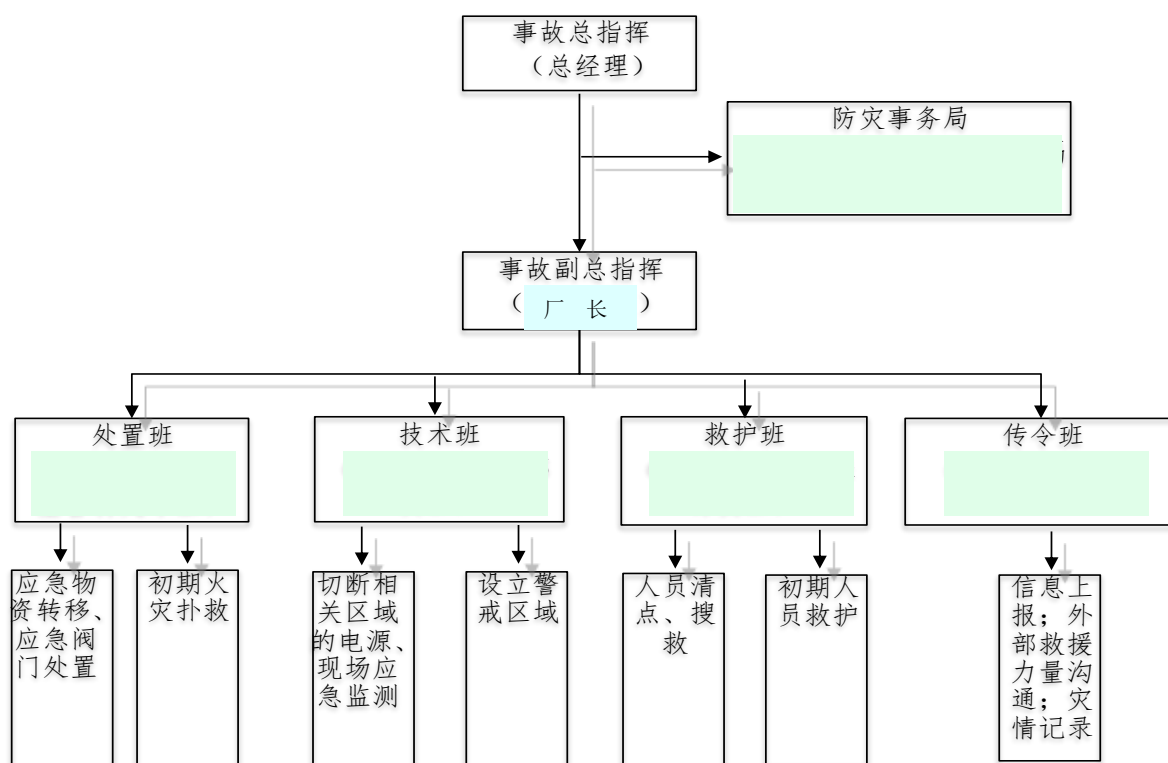 事故总指挥
（总经理）
防灾事务局
事故副总指挥
（ 厂 长 ）
处置班
技术班
救护班
传令班
应急物
资转移、
应急阀
门处置
初期火
灾扑救
切断相
关区域
的电源、
现场应
急监测
设立警
戒区域
人员清
点、搜
救
初期人
员救护
信息上
报；外
部救援
力量沟
通；灾
情记录